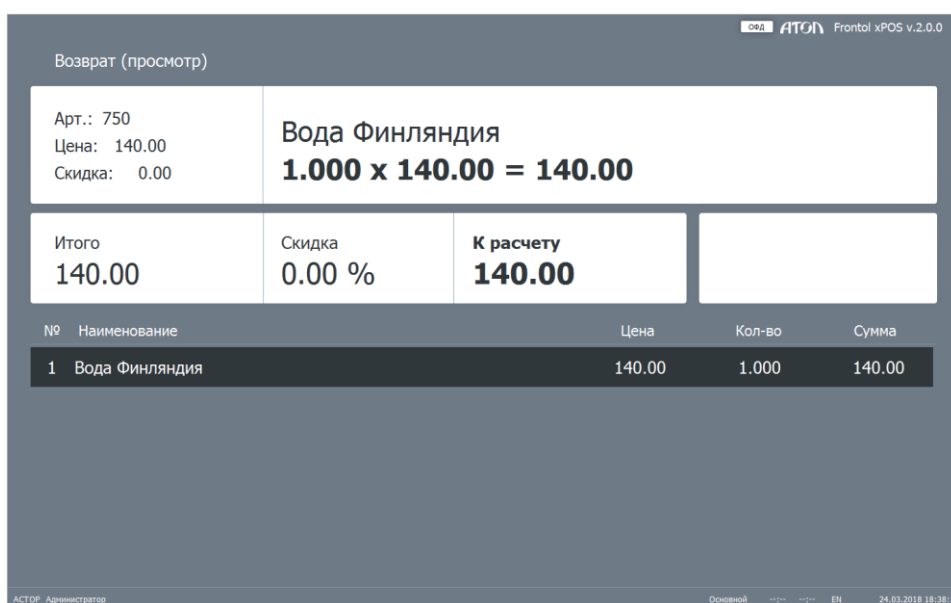 ОФД АТОЛ Frontol xPOS v.2.0.0
Возврат (просмотр)
Арт.: 750
Цена: 140.00
Скидка: 0.00
Вода Финляндия
1.000 x 140.00 = 140.00
Итого
140.00
Скидка
0.00 %
К расчету
140.00
№ Наименование Цена Кол-во Сумма
1 Вода Финляндия 140.00 1.000 140.00
АСТОР Администратор Основной --:-- --:-- EN 24.03.2018 18:38: